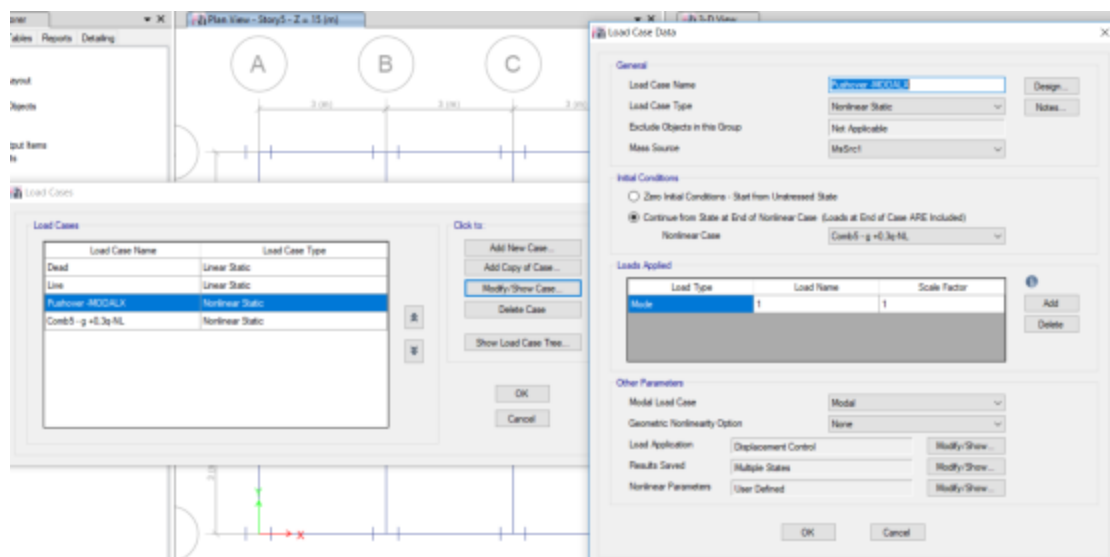 Plan View - Story5 - Z = 15 (m)
Tables Reports Detailing
A B C
3 (m) 3 (m)
Load Cases
Load Cases
Click to:
Load Case Name Load Case Type
Dead Linear Static
Live Linear Static
Pushover -MODALX Nonlinear Static
Comb5 - g +0,3q-NL Nonlinear Static
Add New Case...
Add Copy of Case...
Modify/Show Case...
Delete Case
Show Load Case Tree...
OK
Cancel
X
Load Case Data
General
Load Case Name Pushover -MODALX Design...
Load Case Type Nonlinear Static Notes...
Exclude Objects in this Group Not Applicable
Mass Source MsSrc1
Initial Conditions
Zero Initial Conditions - Start from Unstressed State
Continue from State at End of Nonlinear Case (Loads at End of Case ARE Included)
Nonlinear Case Comb5 - g +0,3q-NL
Loads Applied
Load Type Load Name Scale Factor
Mode 1 1
Add
Delete
Other Parameters
Modal Load Case Modal
Geometric Nonlinearity Option None
Load Application Displacement Control Modify/Show...
Results Saved Multiple States Modify/Show...
Nonlinear Parameters User Defined Modify/Show...
OK Cancel